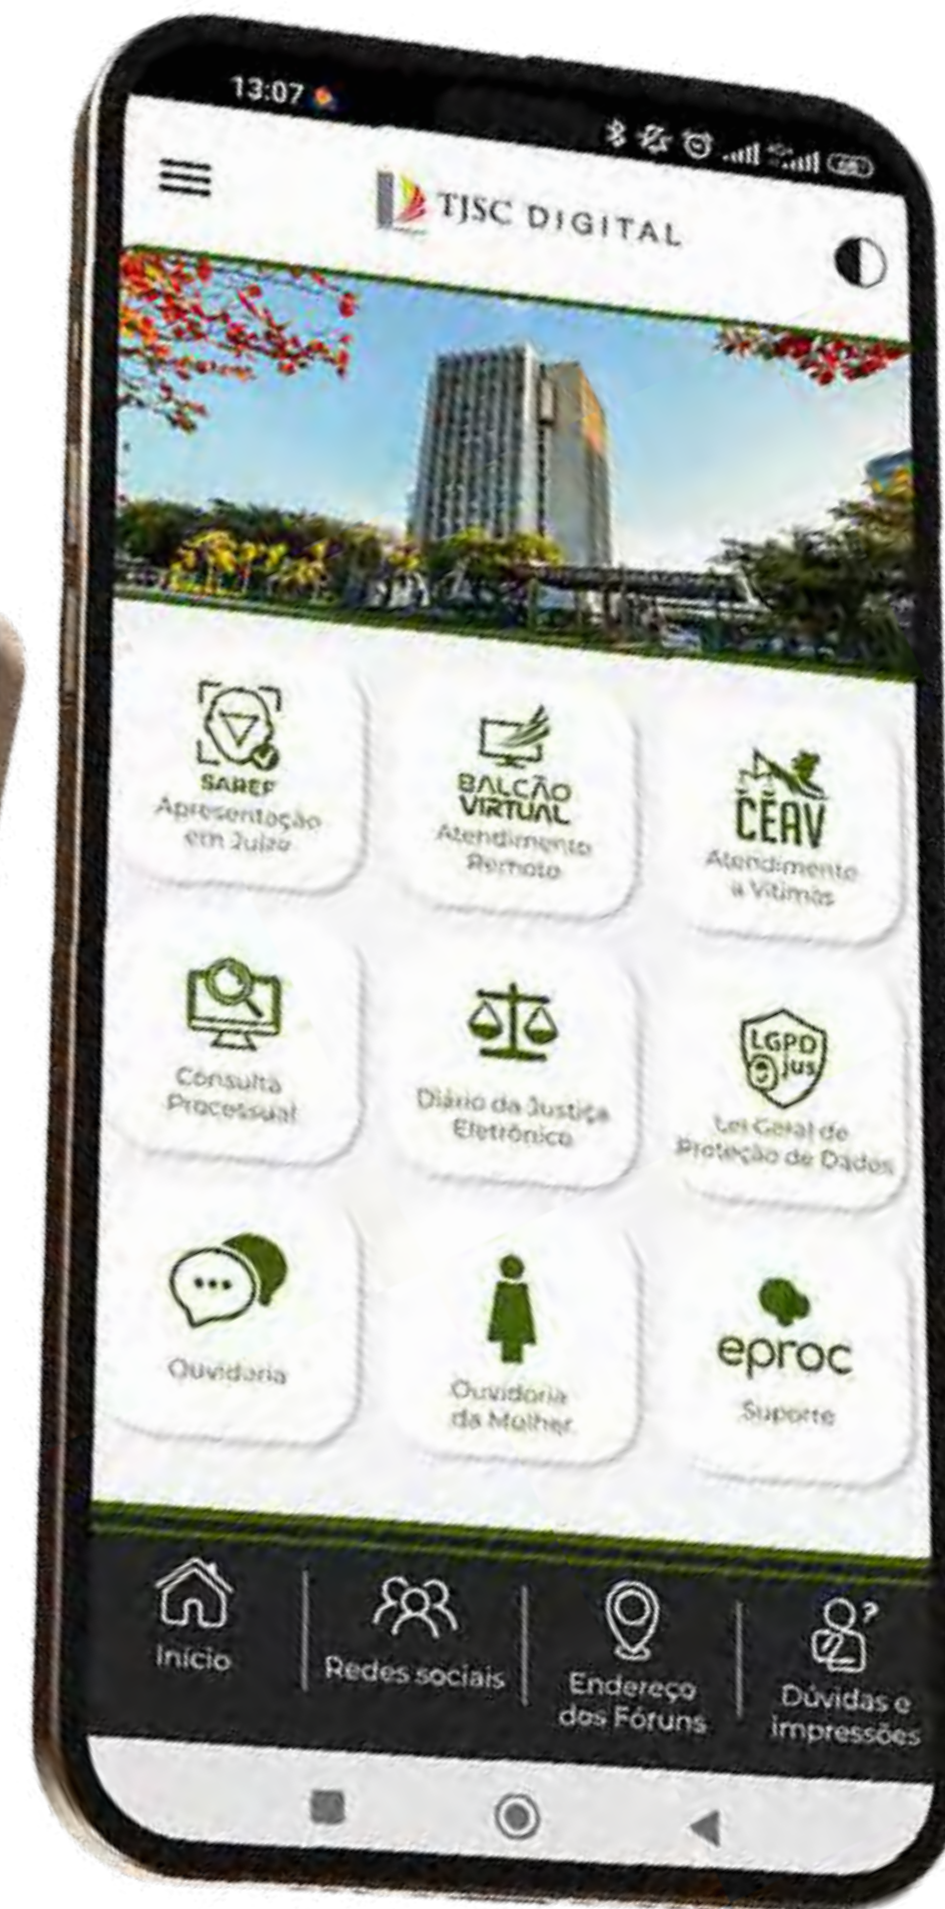 13:07
TJSC DIGITAL
SAREF
Apresentação
em Juízo
BALCÃO
VIRTUAL
Atendimento
Remoto
CEAV
Atendimento
a Vítimas
Consulta
Processual
Diário da Justiça
Eletrônico
LGPD
jus
Lei Geral de
Proteção de Dados
Ouvidoria
Ouvidoria
da Mulher
eproc
Suporte
Início
Redes sociais
Endereço
dos Fóruns
Dúvidas e
impressões